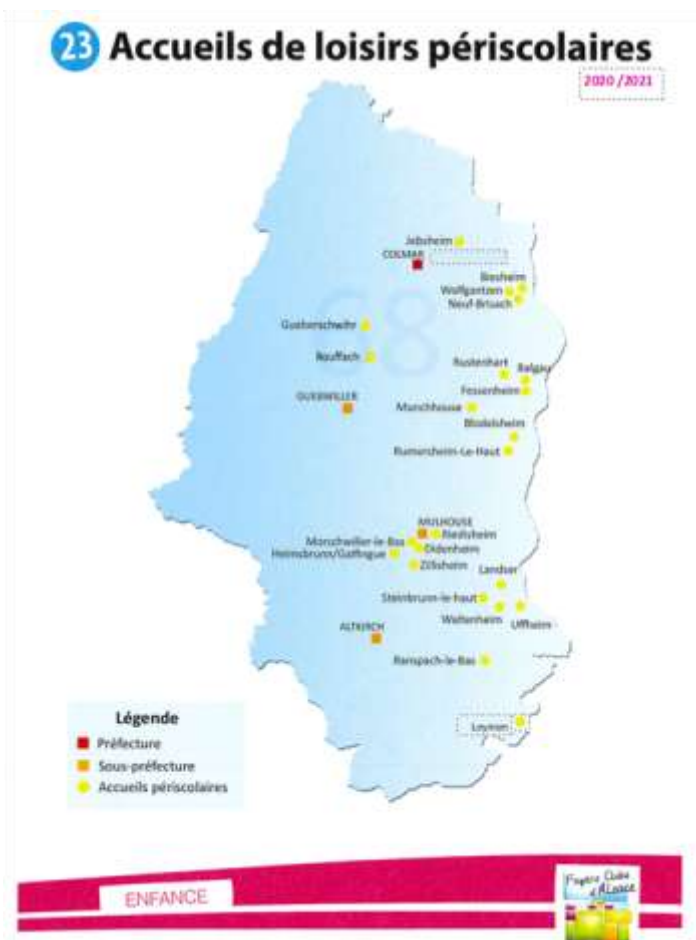 23 Accueils de loisirs périscolaires
2020 /2021
68
Jebsheim
COLMAR
Biesheim
Wolfgantzen
Neuf-Brisach
Gueberschwihr
Rouffach
Rustenhart
Balgau
Fessenheim
GUEBWILLER
Munchhouse
Blodelsheim
Rumersheim-Le-Haut
MULHOUSE
Riedisheim
Morschwiller-le-Bas
Didenheim
Heimsbrunn/Galfingue
Zillisheim
Landser
Steinbrunn-le-haut
Waltenheim
Uffheim
ALTKIRCH
Ranspach-le-Bas
Leymen
Légende
Préfecture
Sous-préfecture
Accueils périscolaires
ENFANCE
d'Alsace